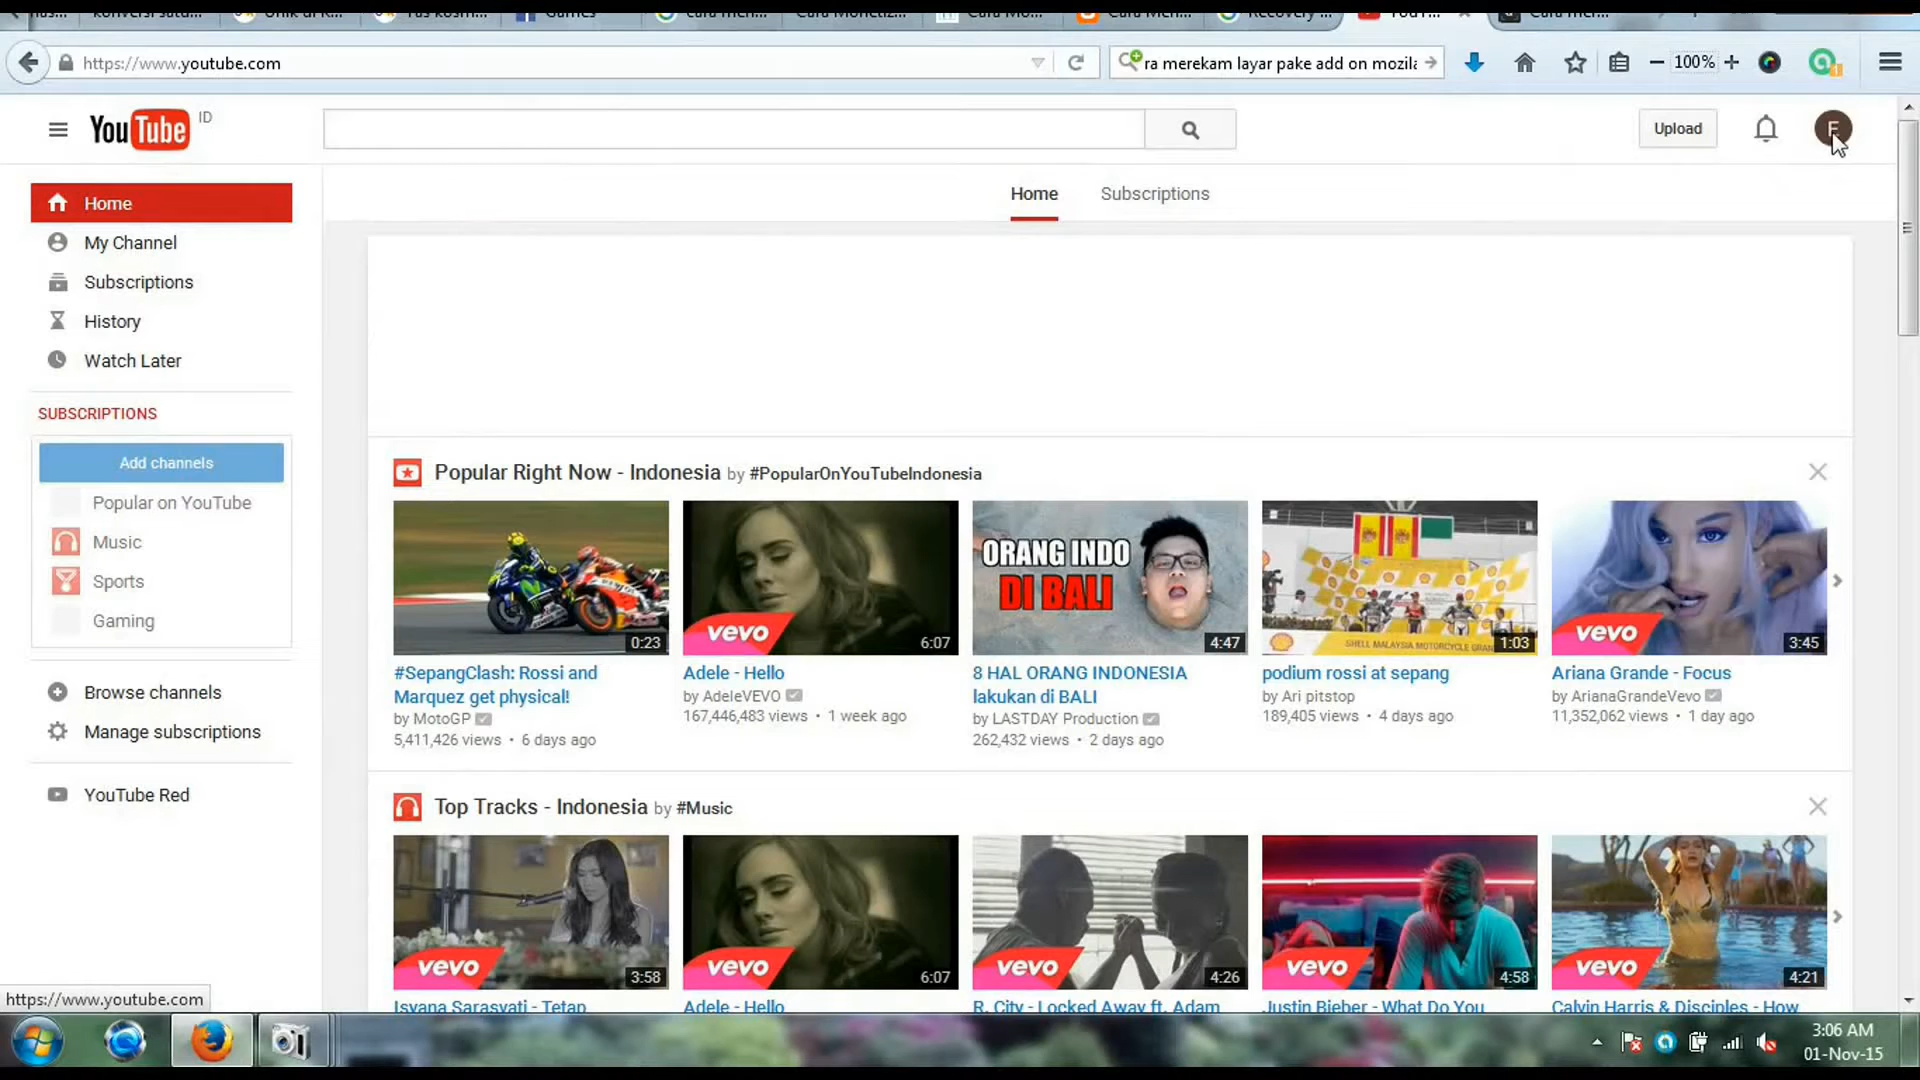 Games
https://www.youtube.com
ra merekam layar pake add on mozila
100%
YouTube
ID
Upload
Home
My Channel
Subscriptions
History
Watch Later
SUBSCRIPTIONS
Add channels
Popular on YouTube
Music
Sports
Gaming
Browse channels
Manage subscriptions
YouTube Red
Home
Subscriptions
Popular Right Now - Indonesia by #PopularOnYouTubeIndonesia
0:23
vevo
6:07
ORANG INDO
DI BALI
4:47
SHELL MALAYSIA MOTORCYCLE GRAN
1:03
vevo
3:45
#SepangClash: Rossi and
Marquez get physical!
by MotoGP
5,411,426 views • 6 days ago
Adele - Hello
by AdeleVEVO
167,446,483 views • 1 week ago
8 HAL ORANG INDONESIA
lakukan di BALI
by LASTDAY Production
262,432 views • 2 days ago
podium rossi at sepang
by Ari pitstop
189,405 views • 4 days ago
Ariana Grande - Focus
by ArianaGrandeVevo
11,352,062 views • 1 day ago
Top Tracks - Indonesia by #Music
vevo
3:58
vevo
6:07
vevo
4:26
vevo
4:58
vevo
4:21
Isyana Sarasvati - Tetap
Adele - Hello
R. City - Locked Away ft. Adam
Justin Bieber - What Do You
Calvin Harris & Disciples - How
https://www.youtube.com
3:06 AM
01-Nov-15